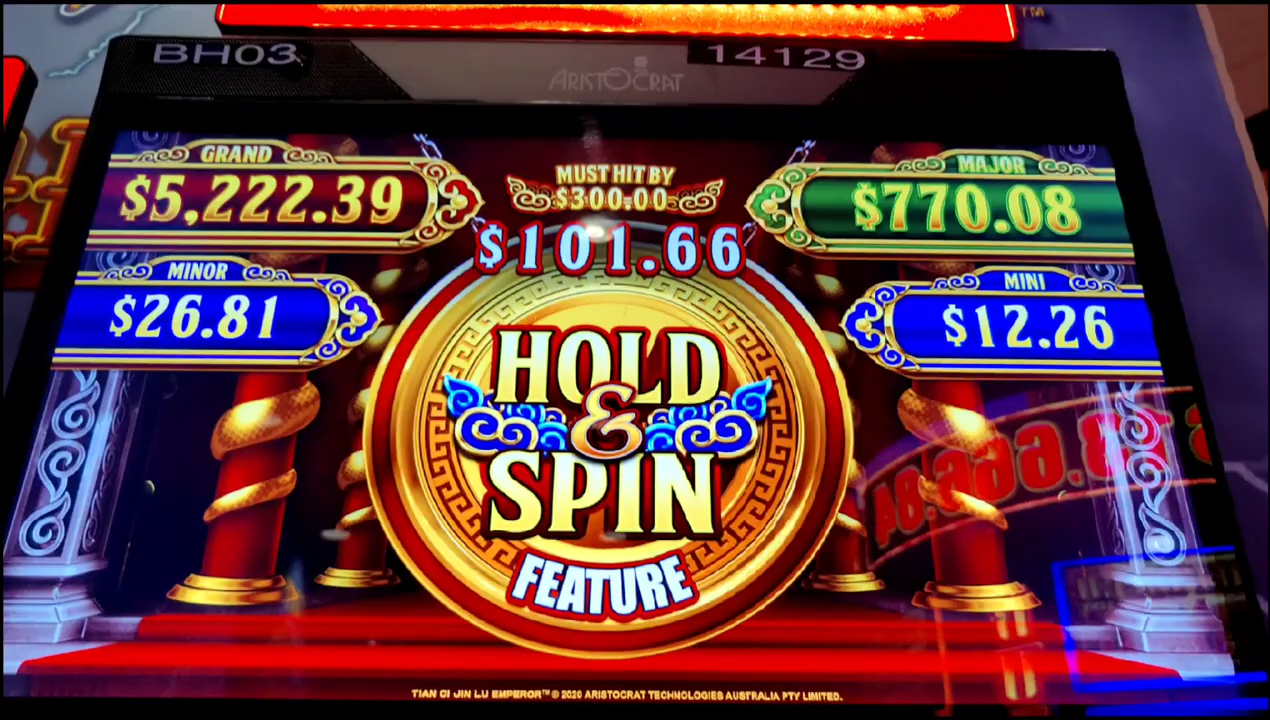 BH03
14129
ARISTOCRAT
GRAND
$5,222.39
MUST HIT BY
$300.00
$101.66
MAJOR
$770.08
MINOR
$26.81
MINI
$12.26
HOLD
&
SPIN
FEATURE
TIAN CI JIN LU EMPEROR™ © 2020 ARISTOCRAT TECHNOLOGIES AUSTRALIA PTY LIMITED.
TM